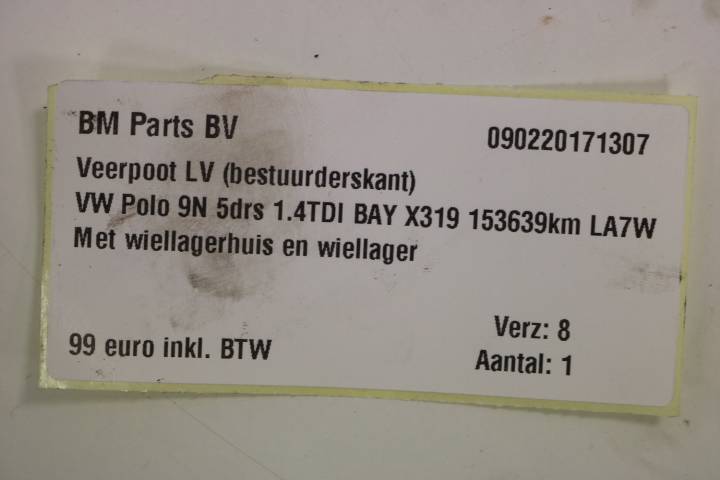 BM Parts BV
090220171307
Veerpoot LV (bestuurderskant)
VW Polo 9N 5drs 1.4TDI BAY X319 153639km LA7W
Met wiellagerhuis en wiellager
Verz: 8
99 euro inkl. BTW
Aantal: 1